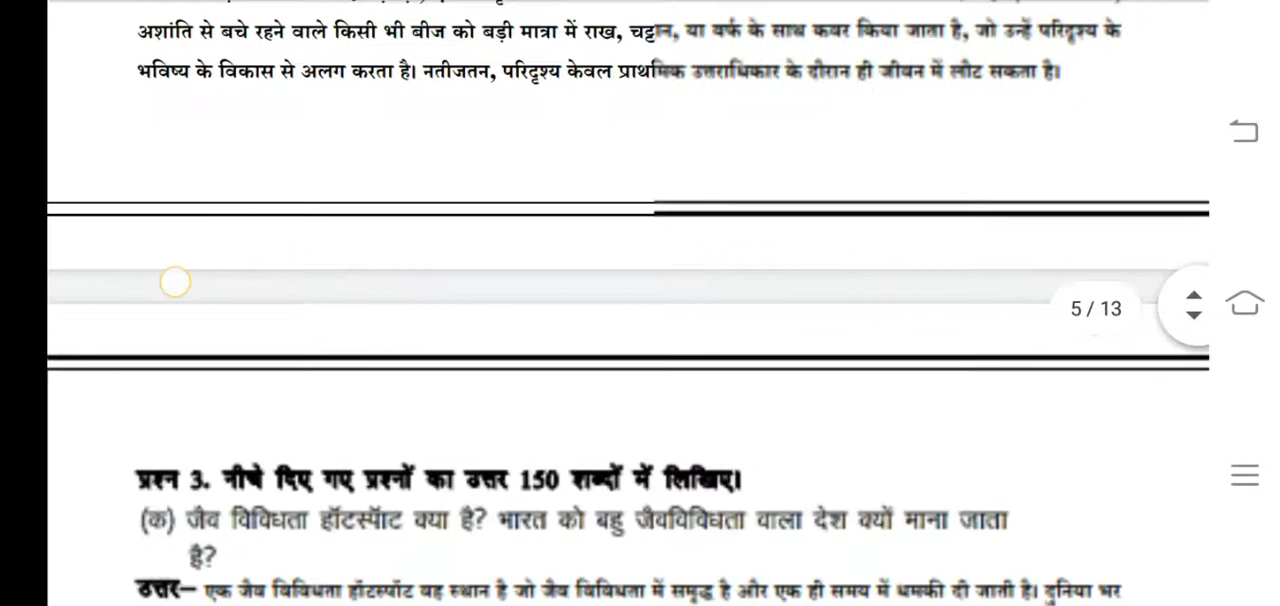 अशांति से बचे रहने वाले किसी भी बीज को बड़ी मात्रा में राख, चट्टान, या बर्फ के साथ कवर किया जाता है, जो उन्हें परिदृश्य के
भविष्य के विकास से अलग करता है। नतीजतन, परिदृश्य केवल प्राथमिक उत्तराधिकार के दौरान ही जीवन में लौट सकता है।
5 / 13
प्रश्न 3. नीचे दिए गए प्रश्नों का उत्तर 150 शब्दों में लिखिए।
(क) जैव विविधता हॉटस्पॉट क्या है? भारत को बहु जैवविविधता वाला देश क्यों माना जाता
है?
उत्तर– एक जैव विविधता हॉटस्पॉट वह स्थान है जो जैव विविधता में समृद्ध है और एक ही समय में धमकी दी जाती है। दुनिया भर